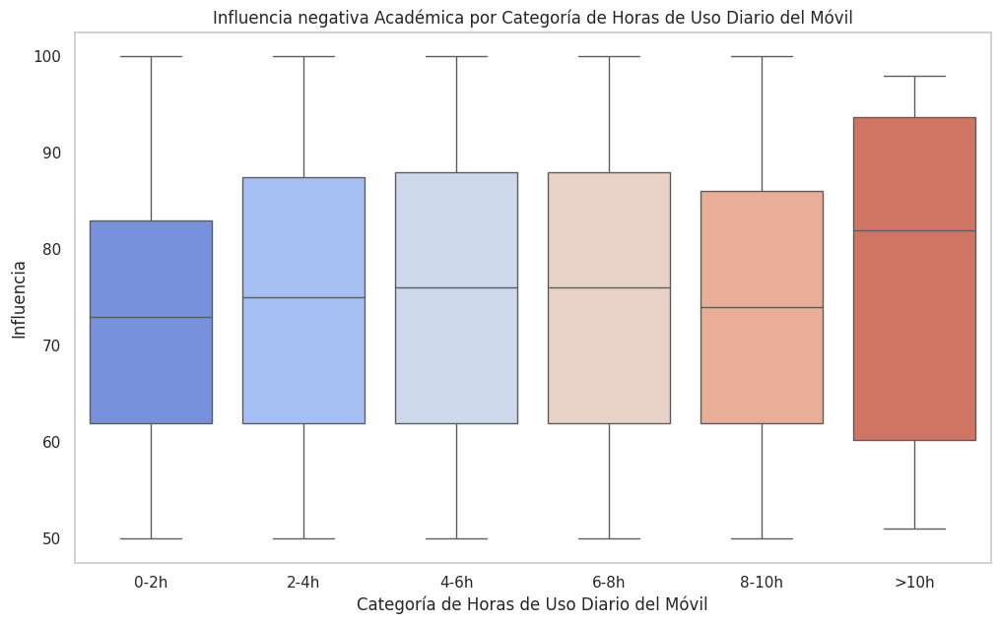 Influencia negativa Académica por Categoría de Horas de Uso Diario del Móvil
100
90
80
70
60
50
Influencia
0-2h 2-4h 4-6h 6-8h 8-10h >10h
Categoría de Horas de Uso Diario del Móvil